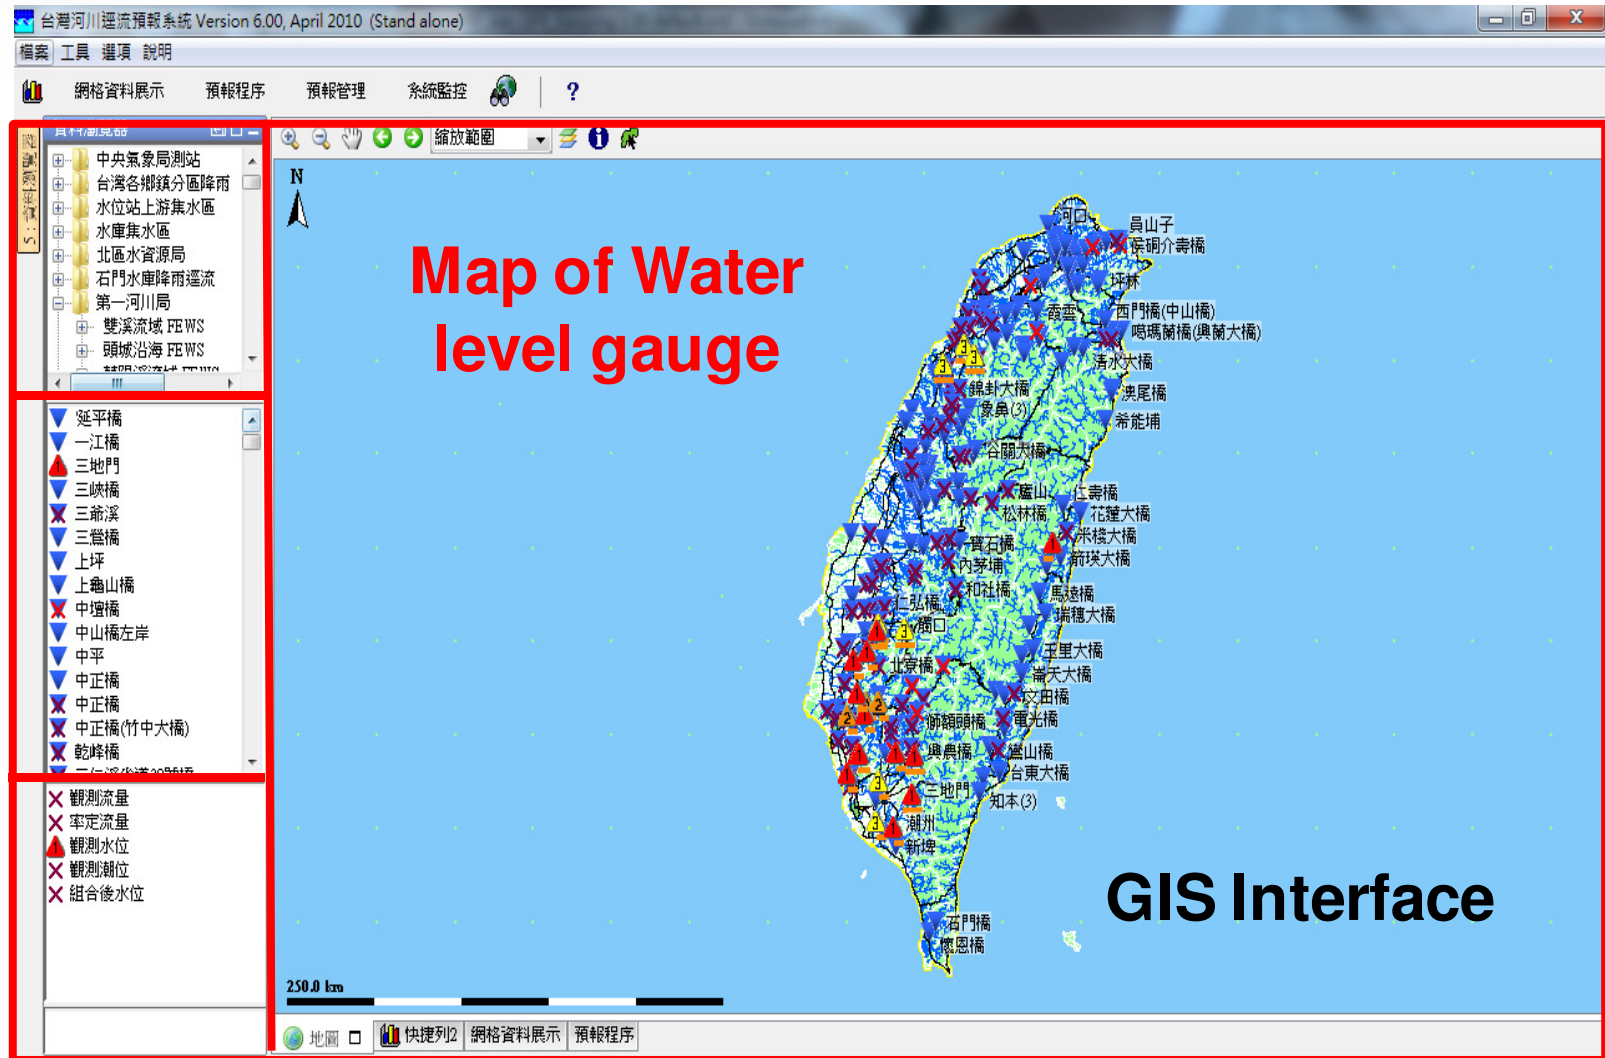 台灣河川逕流預報系統 Version 6.00, April 2010 (Stand alone)
檔案 工具 選項 說明
網格資料展示 預報程序 預報管理 系統監控 ?
資料瀏覽器
縮放範圍
中央氣象局測站
台灣各鄉鎮分區降雨
水位站上游集水區
水庫集水區
北區水資源局
石門水庫降雨逕流
第一河川局
雙溪流域 FEWS
頭城沿海 FEWS
延平橋
一江橋
三地門
三峽橋
三爺溪
三鶯橋
上坪
上龜山橋
中壇橋
中山橋左岸
中平
中正橋
中正橋
中正橋(竹中大橋)
乾峰橋
觀測流量
率定流量
觀測水位
觀測潮位
組合後水位
N
Map of Water
level gauge
河口
員山子
侯硐介壽橋
坪林
霞雲
西門橋(中山橋)
噶瑪蘭橋(興蘭大橋)
清水大橋
錦卦大橋
澳尾橋
象鼻(3)
希能埔
谷關大橋
廬山
仁壽橋
松林橋
花蓮大橋
米棧大橋
寶石橋
箭瑛大橋
內茅埔
和社橋
馬遠橋
仁弘橋
瑞穗大橋
觸口
玉里大橋
北寮橋
崙天大橋
文田橋
獅額頭橋
電光橋
興農橋
鸞山橋
台東大橋
三地門
知本(3)
潮州
新埤
石門橋
懷恩橋
GIS Interface
250.0 km
地圖 快捷列2 網格資料展示 預報程序